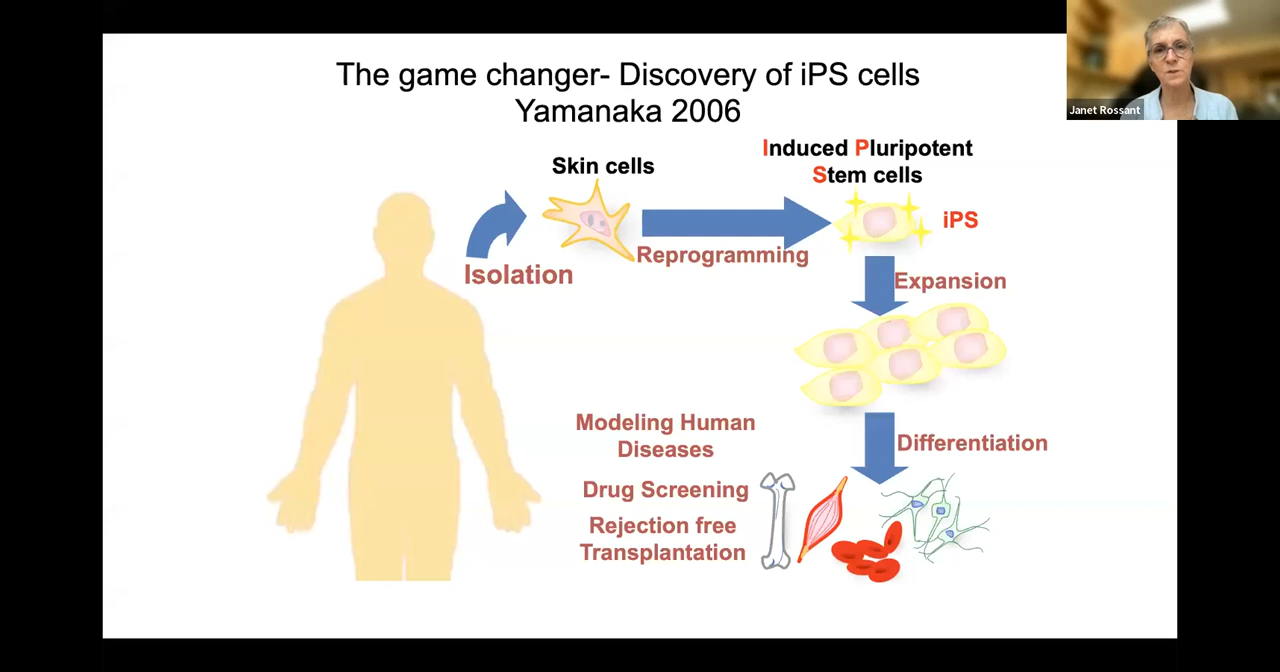 The game changer- Discovery of iPS cells
Yamanaka 2006
Janet Rossant
Skin cells
Induced Pluripotent
Stem cells
iPS
Isolation
Reprogramming
Expansion
Differentiation
Modeling Human
Diseases
Drug Screening
Rejection free
Transplantation